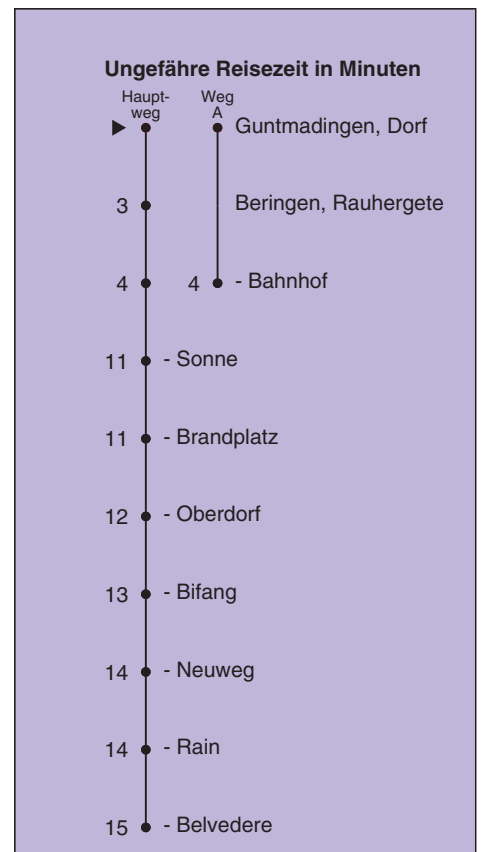 Ungefähre Reisezeit in Minuten
Haupt- Weg
weg A
Guntmadingen, Dorf
3 Beringen, Rauhergete
4 4 - Bahnhof
11 - Sonne
11 - Brandplatz
12 - Oberdorf
13 - Bifang
14 - Neuweg
14 - Rain
15 - Belvedere